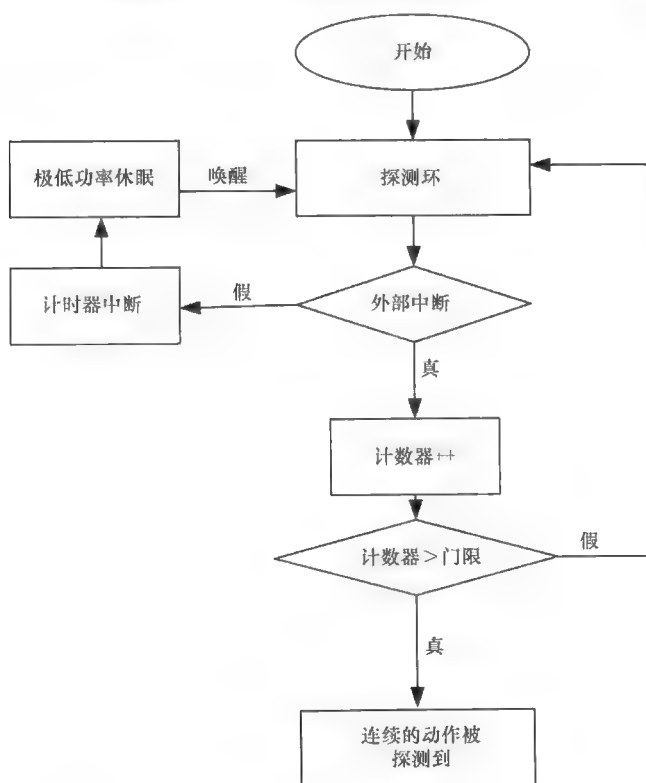 开始
极低功率休眠
唤醒
探测环
计时器中断
假
外部中断
真
计数器++
计数器>门限
假
真
连续的动作被
探测到